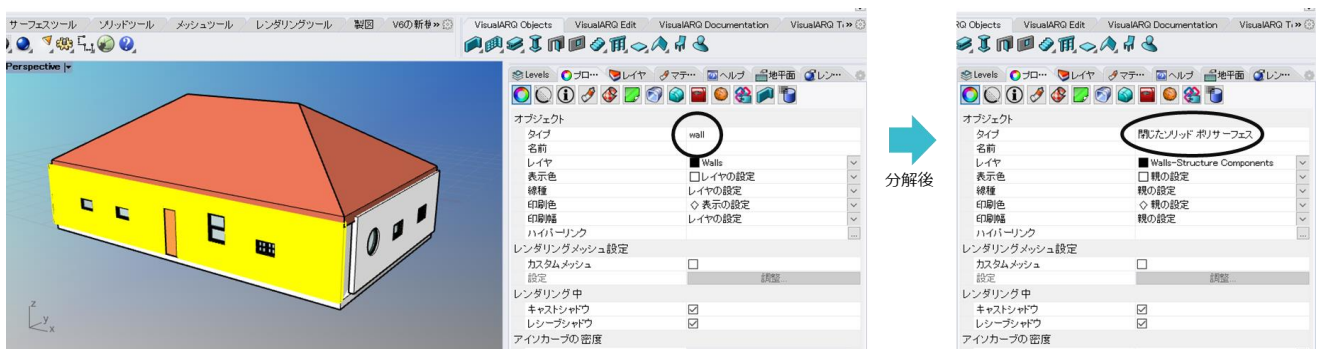 サーフェスツール ソリッドツール メッシュツール レンダリングツール 製図 V6の新 »
VisualARQ Objects VisualARQ Edit VisualARQ Documentation VisualARQ T »
Perspective
Levels プロ… レイヤ マテ… ヘルプ 地平面 レン…
オブジェクト
タイプ wall
名前
レイヤ Walls
表示色 レイヤの設定
線種 レイヤの設定
印刷色 表示の設定
印刷幅 レイヤの設定
ハイパーリンク ...
レンダリングメッシュ設定
カスタムメッシュ
設定 調整...
レンダリング中
キャストシャドウ
レシーブシャドウ
アイソカーブの密度
z
y
x
分解後
RQ Objects VisualARQ Edit VisualARQ Documentation VisualARQ T »
Levels プロ… レイヤ マテ… ヘルプ 地平面 レン…
オブジェクト
タイプ 閉じたソリッド ポリサーフェス
名前
レイヤ Walls-Structure Components
表示色 親の設定
線種 親の設定
印刷色 親の設定
印刷幅 親の設定
ハイパーリンク ...
レンダリングメッシュ設定
カスタムメッシュ
設定 調整...
レンダリング中
キャストシャドウ
レシーブシャドウ
アイソカーブの密度